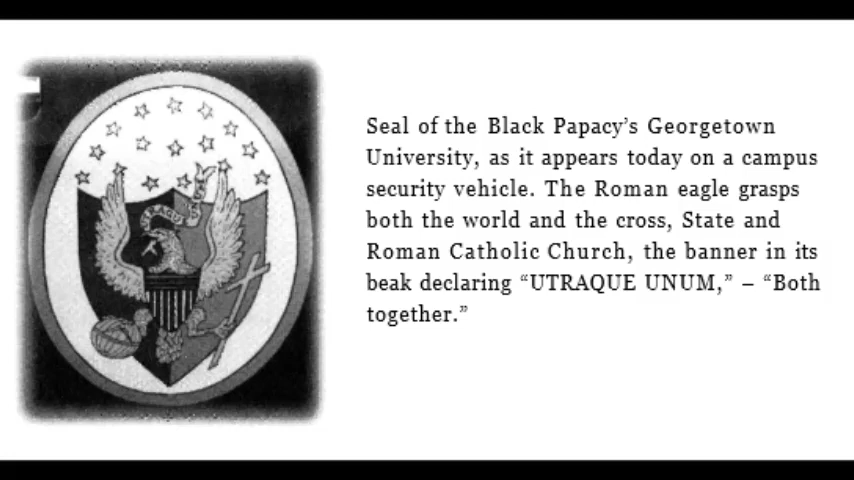 UTRAQUE UNUM
Seal of the Black Papacy’s Georgetown
University, as it appears today on a campus
security vehicle. The Roman eagle grasps
both the world and the cross, State and
Roman Catholic Church, the banner in its
beak declaring “UTRAQUE UNUM,” – “Both
together.”